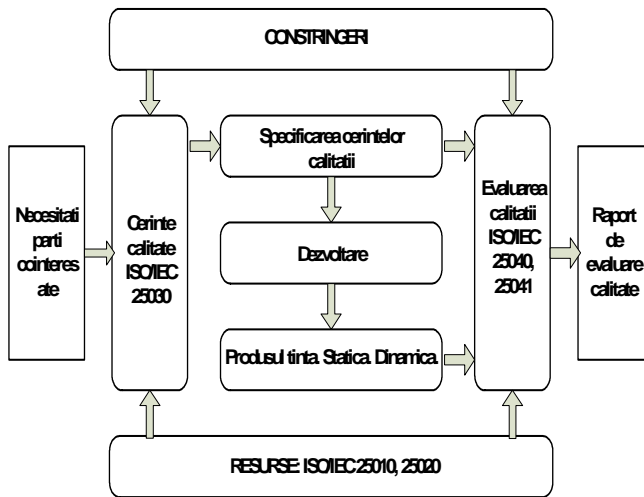 CONSTRINGERI
Necesitati
parti
cointeres
ate
Cerinte
calitate
ISO/IEC
25030
Specificarea cerintelor
calitatii
Dezvoltare
Produsul tinta. Statica. Dinamica.
Evaluarea
calitatii
ISO/IEC
25040,
25041
Raport
de
evaluare
calitate
RESURSE: ISO/IEC 25010, 25020